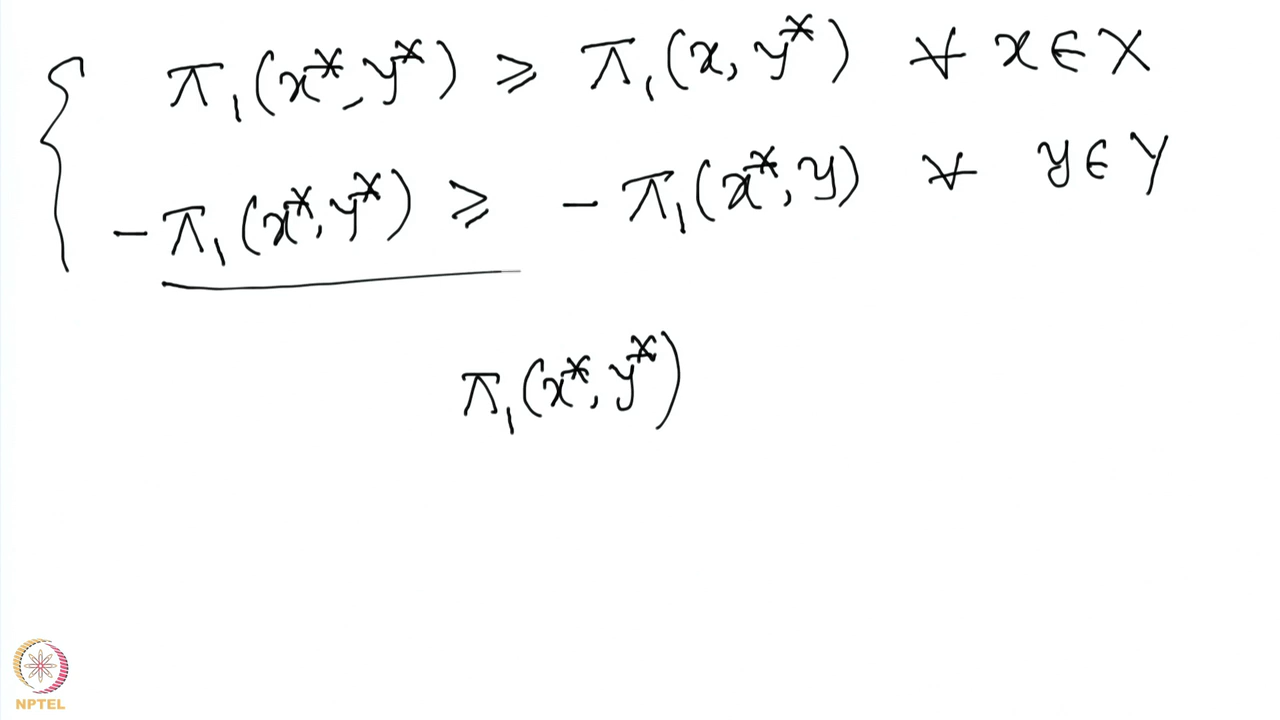 π₁(x*, y*) ⩾ π₁(x, y*) ∀ x ∈ X
-π₁(x*, y*) ⩾ -π₁(x*, y) ∀ y ∈ Y
π₁(x*, y*)
NPTEL